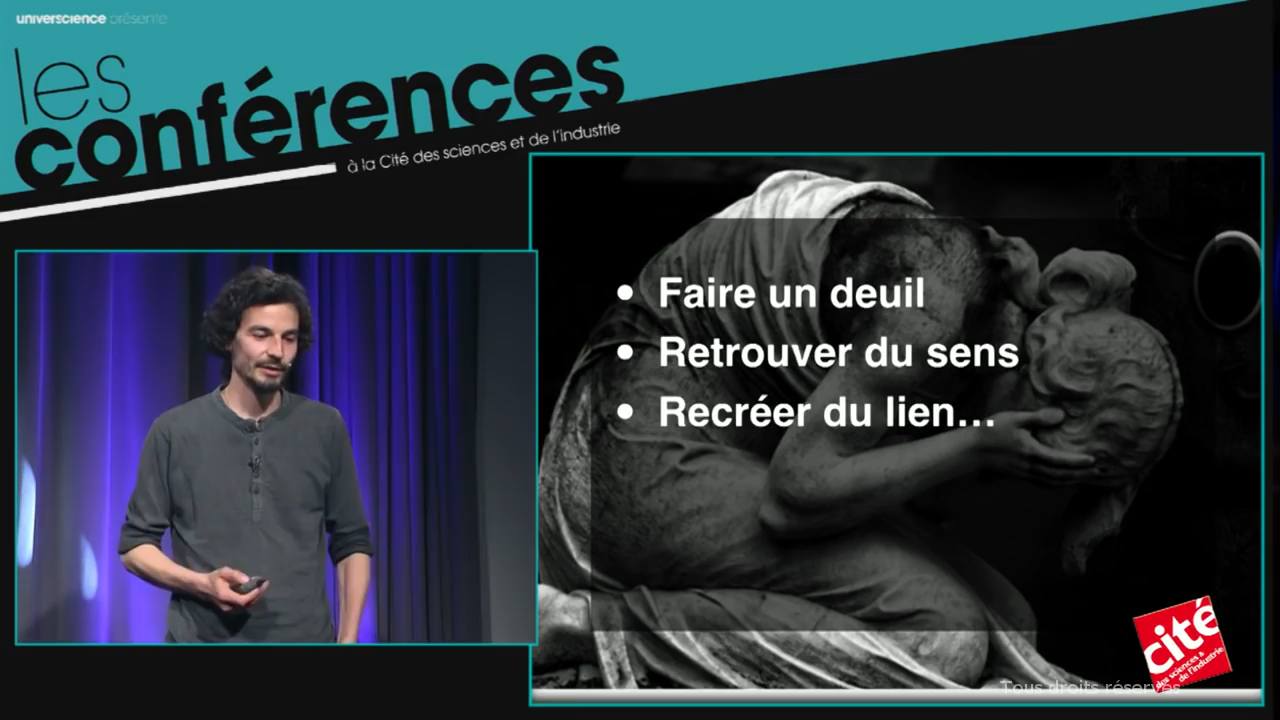 universcience présente
les
conférences
à la Cité des sciences et de l'industrie
• Faire un deuil
• Retrouver du sens
• Recréer du lien...
cité
des sciences &
de l'industrie
Tous droits réservés